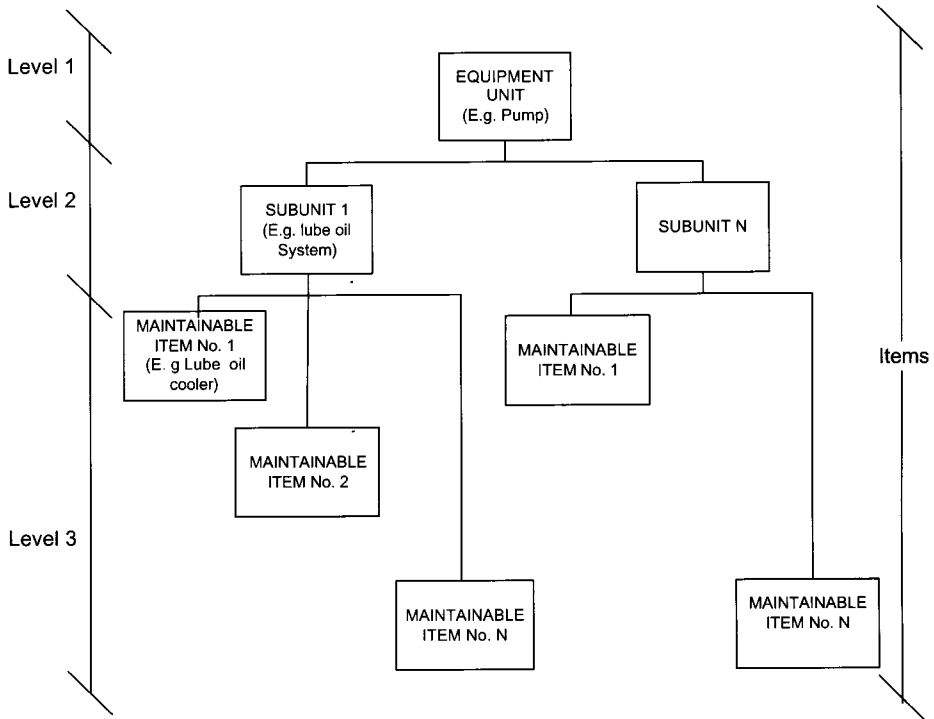 Level 1
EQUIPMENT
UNIT
(E.g. Pump)
Level 2
SUBUNIT 1
(E.g. lube oil
System)
SUBUNIT N
MAINTAINABLE
ITEM No. 1
(E. g Lube oil
cooler)
MAINTAINABLE
ITEM No. 1
Items
MAINTAINABLE
ITEM No. 2
Level 3
MAINTAINABLE
ITEM No. N
MAINTAINABLE
ITEM No. N